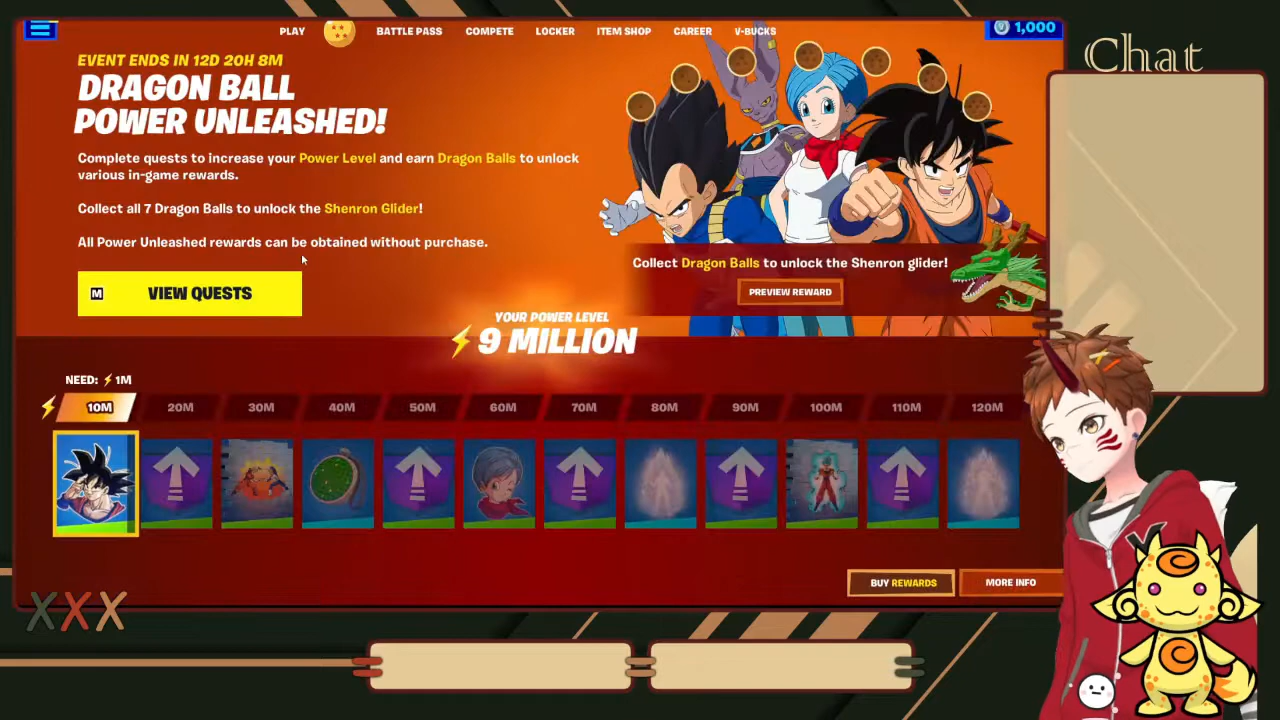 PLAY
BATTLE PASS
COMPETE
LOCKER
ITEM SHOP
CAREER
V-BUCKS
1,000
Chat
EVENT ENDS IN 12D 20H 8M
DRAGON BALL
POWER UNLEASHED!
Complete quests to increase your Power Level and earn Dragon Balls to unlock
various in-game rewards.
Collect all 7 Dragon Balls to unlock the Shenron Glider!
All Power Unleashed rewards can be obtained without purchase.
M VIEW QUESTS
Collect Dragon Balls to unlock the Shenron glider!
PREVIEW REWARD
YOUR POWER LEVEL
9 MILLION
NEED: 1M
10M
20M
30M
40M
50M
60M
70M
80M
90M
100M
110M
120M
BUY REWARDS
MORE INFO
XXX